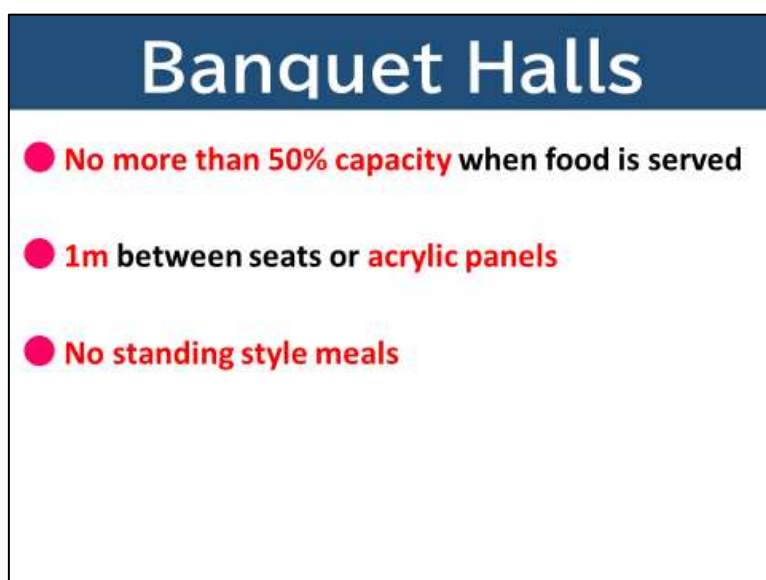 Banquet Halls
No more than 50% capacity when food is served
1m between seats or acrylic panels
No standing style meals